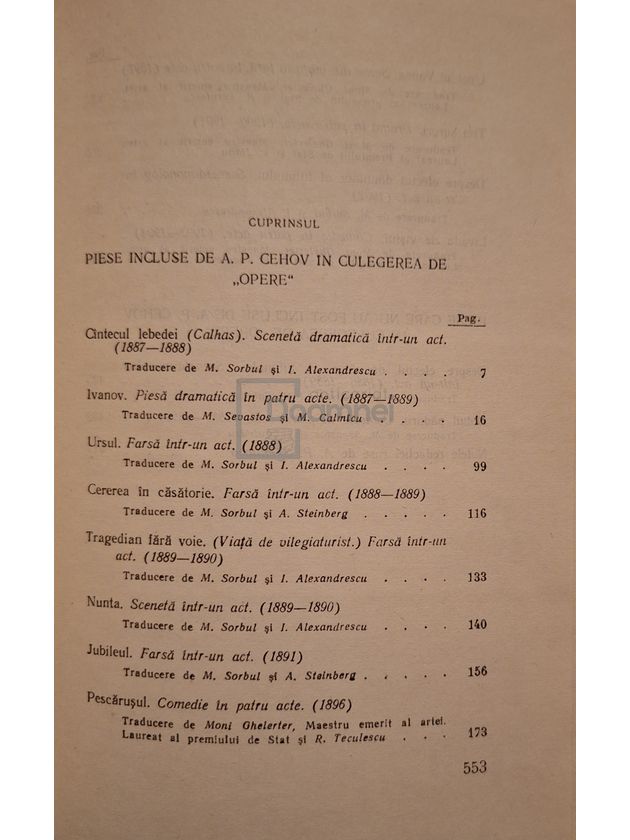 CUPRINSUL
PIESE INCLUSE DE A. P. CEHOV IN CULEGEREA DE
„OPERE“
Pag.
Cîntecul lebedei (Calhas). Scenetă dramatică într-un act.
(1887—1888)
Traducere de M. Sorbul şi I. Alexandrescu . . . . 7
Ivanov. Piesă dramatică în patru acte. (1887—1889)
Traducere de M. Sevastos şi M. Calmîcu . . . . 16
Ursul. Farsă într-un act. (1888)
Traducere de M. Sorbul şi I. Alexandrescu . . . . 99
Cererea în căsătorie. Farsă într-un act. (1888—1889)
Traducere de M. Sorbul şi A. Steinberg . . . . . 116
Tragedian fără voie. (Viaţă de vilegiaturist.) Farsă într-un
act. (1889—1890)
Traducere de M. Sorbul şi I. Alexandrescu . . . . 133
Nunta. Scenetă într-un act. (1889—1890)
Traducere de M. Sorbul şi I. Alexandrescu . . . . 140
Jubileul. Farsă într-un act. (1891)
Traducere de M. Sorbul şi A. Steinberg . . . . . 156
Pescăruşul. Comedie în patru acte. (1896)
Traducere de Moni Ghelerter, Maestru emerit al artei.
Laureat al premiului de Stat şi R. Teculescu . . . 173
553